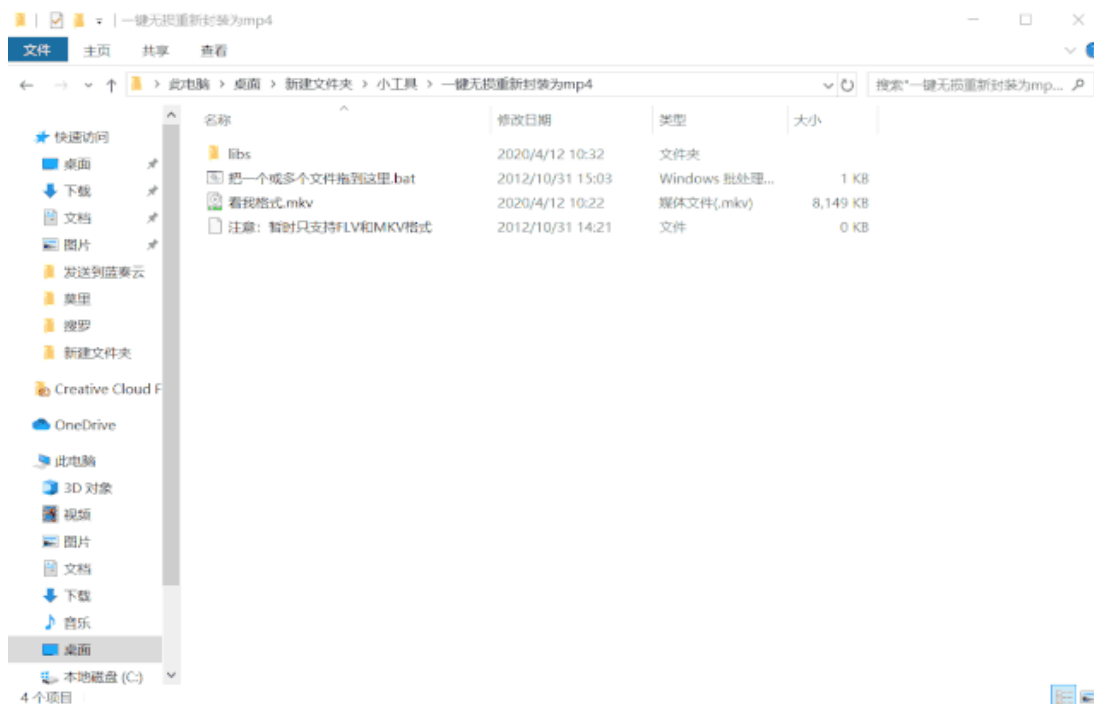 一键无损重新封装为mp4
文件 主页 共享 查看
此电脑 › 桌面 › 新建文件夹 › 小工具 › 一键无损重新封装为mp4
搜索"一键无损重新封装为mp...
名称 修改日期 类型 大小
libs 2020/4/12 10:32 文件夹
把一个或多个文件拖到这里.bat 2012/10/31 15:03 Windows 批处理... 1 KB
看我格式.mkv 2020/4/12 10:22 媒体文件(.mkv) 8,149 KB
注意：暂时只支持FLV和MKV格式 2012/10/31 14:21 文件 0 KB
快速访问
桌面
下载
文档
图片
发送到蓝奏云
莫里
搜罗
新建文件夹
Creative Cloud F
OneDrive
此电脑
3D 对象
视频
图片
文档
下载
音乐
桌面
本地磁盘 (C:)
4 个项目